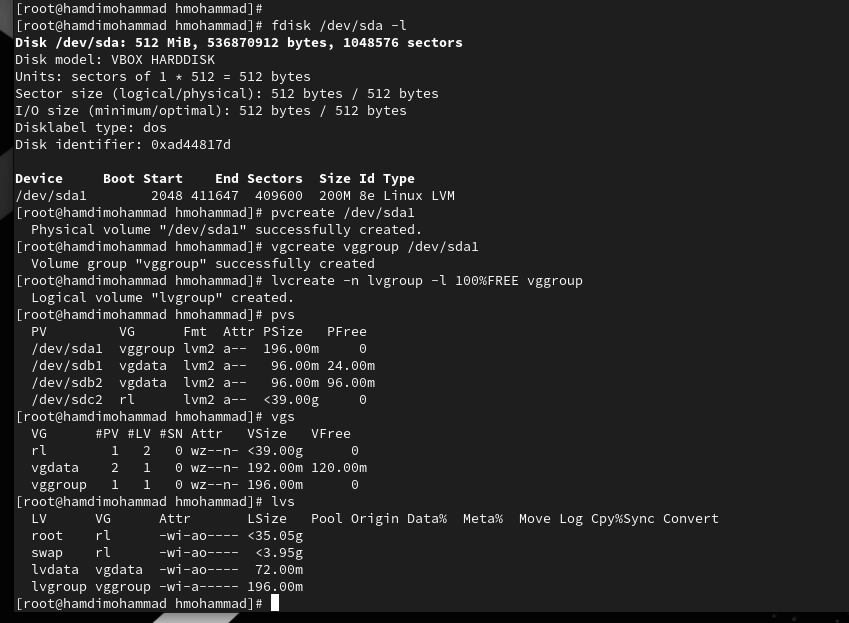 [root@hamdimohammad hmohammad]#
[root@hamdimohammad hmohammad]# fdisk /dev/sda -l
Disk /dev/sda: 512 MiB, 536870912 bytes, 1048576 sectors
Disk model: VBOX HARDDISK
Units: sectors of 1 * 512 = 512 bytes
Sector size (logical/physical): 512 bytes / 512 bytes
I/O size (minimum/optimal): 512 bytes / 512 bytes
Disklabel type: dos
Disk identifier: 0xad44817d
Device     Boot Start    End Sectors  Size Id Type
/dev/sda1        2048 411647  409600  200M 8e Linux LVM
[root@hamdimohammad hmohammad]# pvcreate /dev/sda1
  Physical volume "/dev/sda1" successfully created.
[root@hamdimohammad hmohammad]# vgcreate vggroup /dev/sda1
  Volume group "vggroup" successfully created
[root@hamdimohammad hmohammad]# lvcreate -n lvgroup -l 100%FREE vggroup
  Logical volume "lvgroup" created.
[root@hamdimohammad hmohammad]# pvs
  PV         VG      Fmt  Attr PSize   PFree
  /dev/sda1  vggroup lvm2 a--  196.00m     0
  /dev/sdb1  vgdata  lvm2 a--   96.00m 24.00m
  /dev/sdb2  vgdata  lvm2 a--   96.00m 96.00m
  /dev/sdc2  rl      lvm2 a--  <39.00g     0
[root@hamdimohammad hmohammad]# vgs
  VG      #PV #LV #SN Attr   VSize   VFree
  rl        1   2   0 wz--n- <39.00g      0
  vgdata    2   1   0 wz--n- 192.00m 120.00m
  vggroup   1   1   0 wz--n- 196.00m      0
[root@hamdimohammad hmohammad]# lvs
  LV      VG      Attr       LSize   Pool Origin Data%  Meta%  Move Log Cpy%Sync Convert
  root    rl      -wi-ao---- <35.05g
  swap    rl      -wi-ao----  <3.95g
  lvdata  vgdata  -wi-ao----  72.00m
  lvgroup vggroup -wi-a----- 196.00m
[root@hamdimohammad hmohammad]#